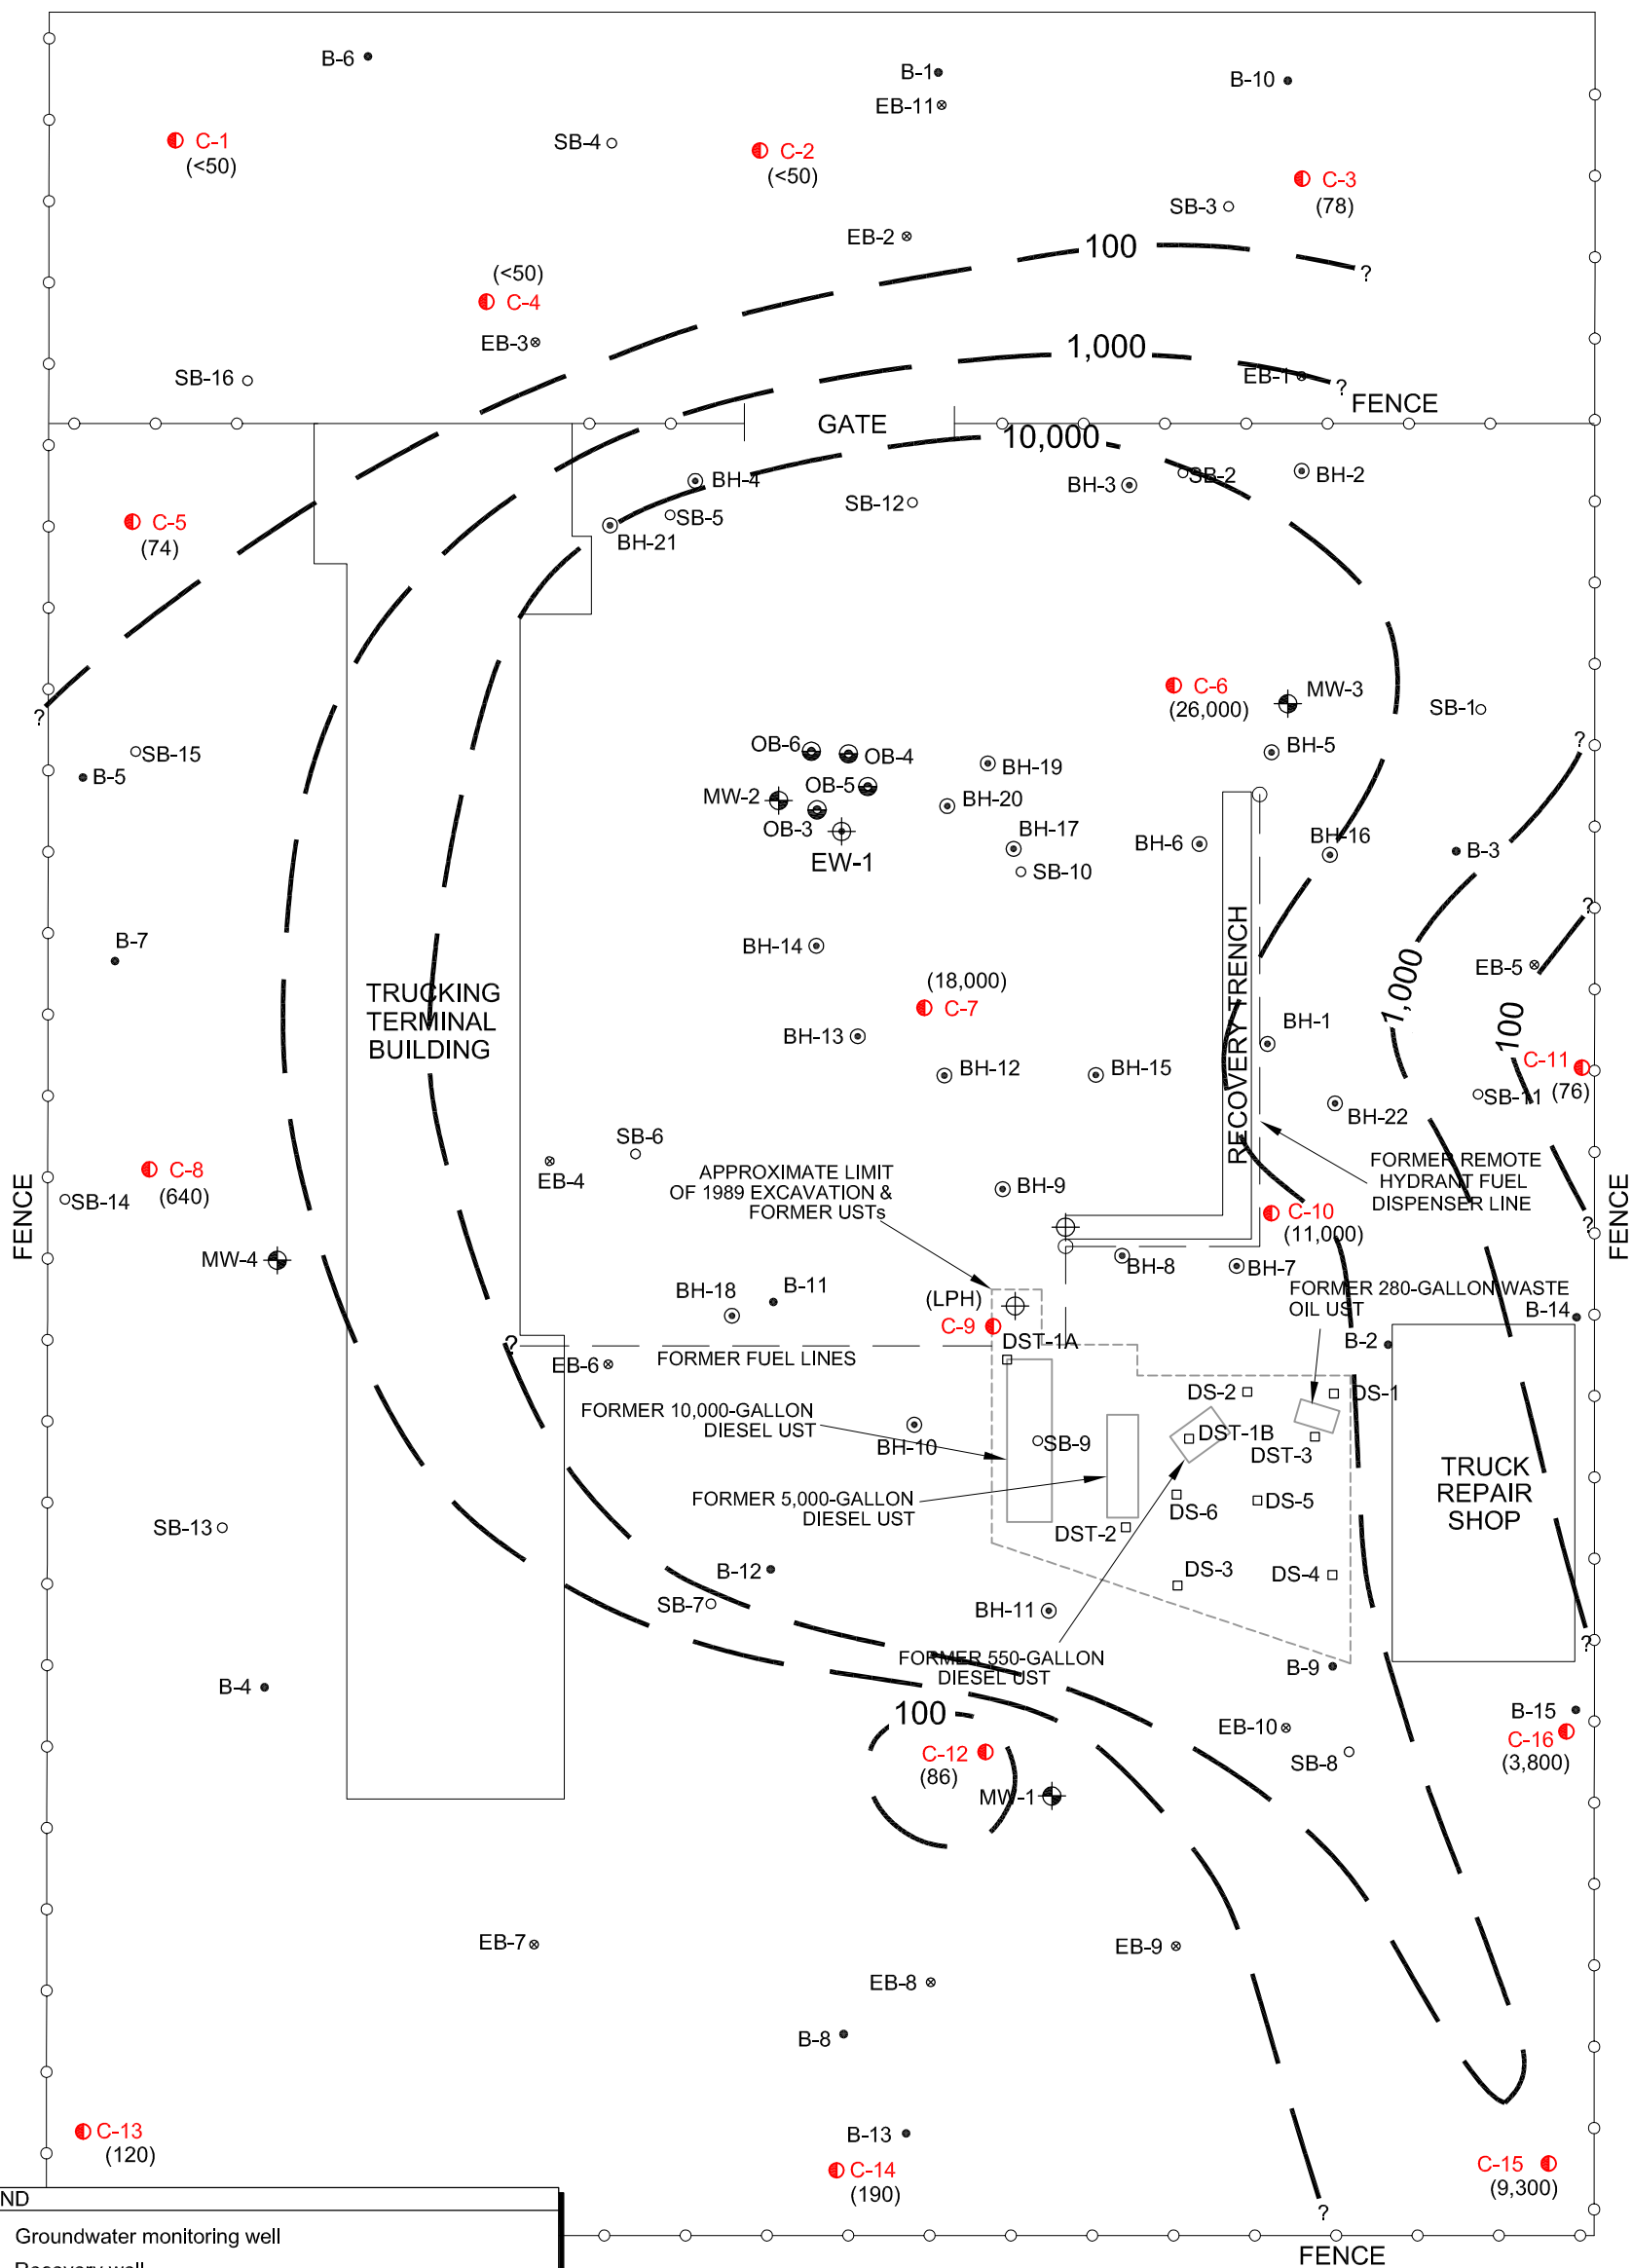 B-6
B-1
EB-11
B-10
C-1
(<50)
SB-4
C-2
(<50)
C-3
(78)
SB-3
EB-2
100
?
(<50)
C-4
EB-3
1,000
EB-1
?
SB-16
FENCE
GATE
10,000
BH-4
SB-5
BH-21
SB-12
BH-3
SB-2
BH-2
C-5
(74)
C-6
(26,000)
MW-3
SB-1
?
?
SB-15
B-5
OB-6
OB-4
OB-5
MW-2
OB-3
EW-1
BH-19
BH-20
BH-17
SB-10
BH-5
BH-6
BH-16
B-3
?
B-7
BH-14
(18,000)
C-7
BH-13
BH-12
BH-15
RECOVERY TRENCH
BH-1
1,000
EB-5
100
C-11
(76)
SB-11
BH-22
TRUCKING
TERMINAL
BUILDING
SB-6
EB-4
C-8
(640)
SB-14
FENCE
MW-4
APPROXIMATE LIMIT
OF 1989 EXCAVATION &
FORMER USTs
BH-9
FORMER REMOTE
HYDRANT FUEL
DISPENSER LINE
?
FENCE
C-10
(11,000)
BH-8
BH-7
FORMER 280-GALLON WASTE
OIL UST
B-14
BH-18
B-11
(LPH)
C-9
DST-1A
B-2
?
EB-6
FORMER FUEL LINES
DS-2
DS-1
FORMER 10,000-GALLON
DIESEL UST
BH-10
SB-9
DST-1B
DST-3
FORMER 5,000-GALLON
DIESEL UST
DS-6
DS-5
DST-2
TRUCK
REPAIR
SHOP
SB-13
B-12
SB-7
DS-3
DS-4
BH-11
?
FORMER 550-GALLON
DIESEL UST
B-9
B-4
100
C-12
(86)
MW-1
EB-10
SB-8
B-15
C-16
(3,800)
EB-7
EB-9
EB-8
B-8
C-13
(120)
B-13
C-14
(190)
C-15
(9,300)
?
FENCE
ND
Groundwater monitoring well
Recovery well